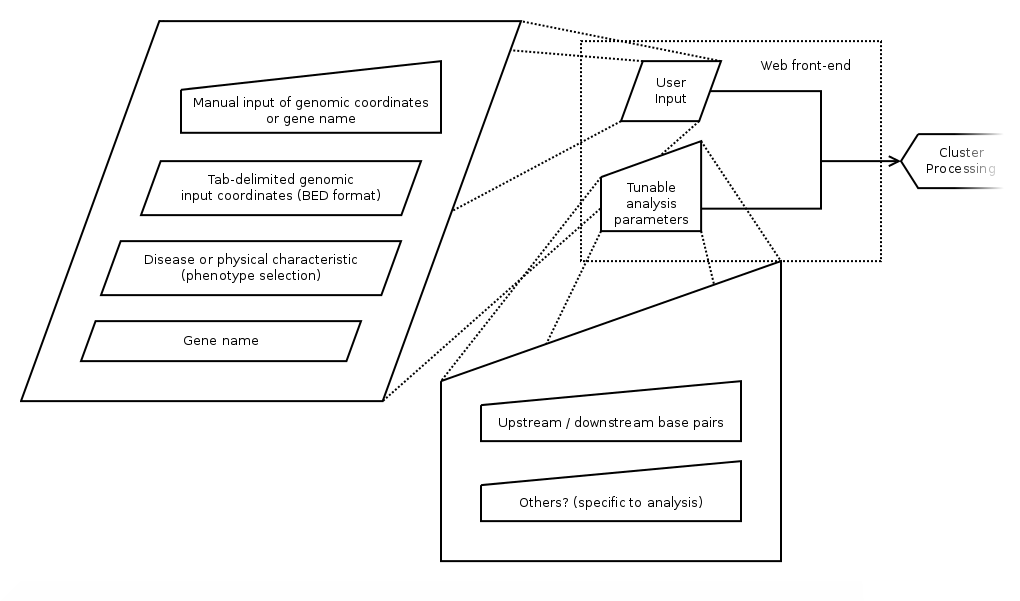 Web front-end
User
Input
Manual input of genomic coordinates
or gene name
Cluster
Processing
Tab-delimited genomic
input coordinates (BED format)
Tunable
analysis
parameters
Disease or physical characteristic
(phenotype selection)
Gene name
Upstream / downstream base pairs
Others? (specific to analysis)